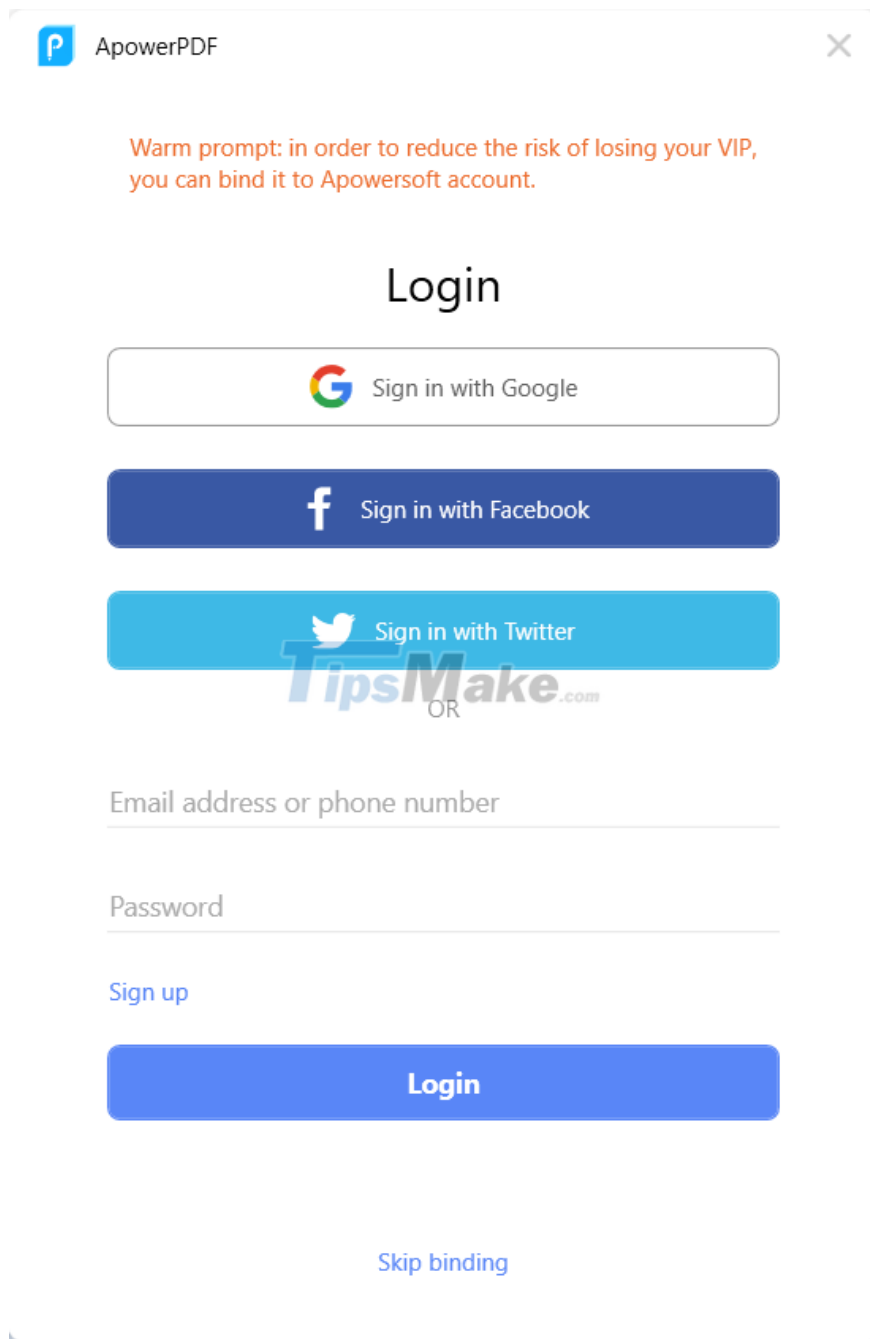 ApowerPDF
Warm prompt: in order to reduce the risk of losing your VIP,
you can bind it to Apowersoft account.
Login
Sign in with Google
Sign in with Facebook
Sign in with Twitter
TipsMake.com
OR
Email address or phone number
Password
Sign up
Login
Skip binding